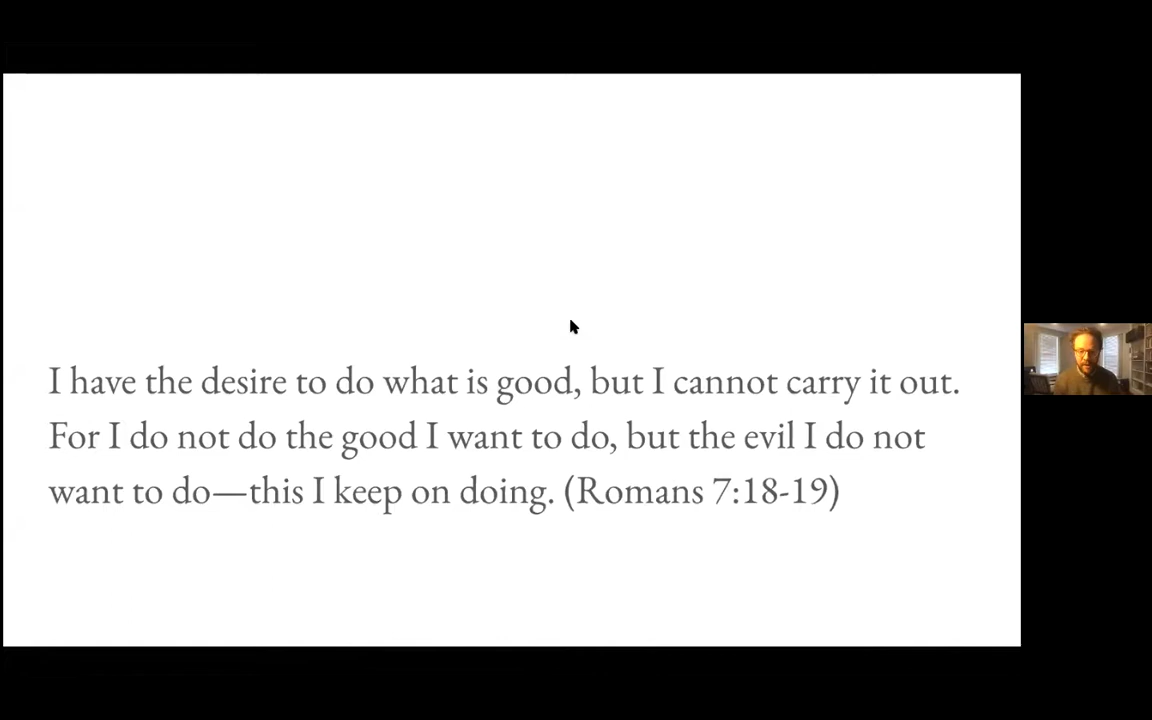 I have the desire to do what is good, but I cannot carry it out.
For I do not do the good I want to do, but the evil I do not
want to do—this I keep on doing. (Romans 7:18-19)